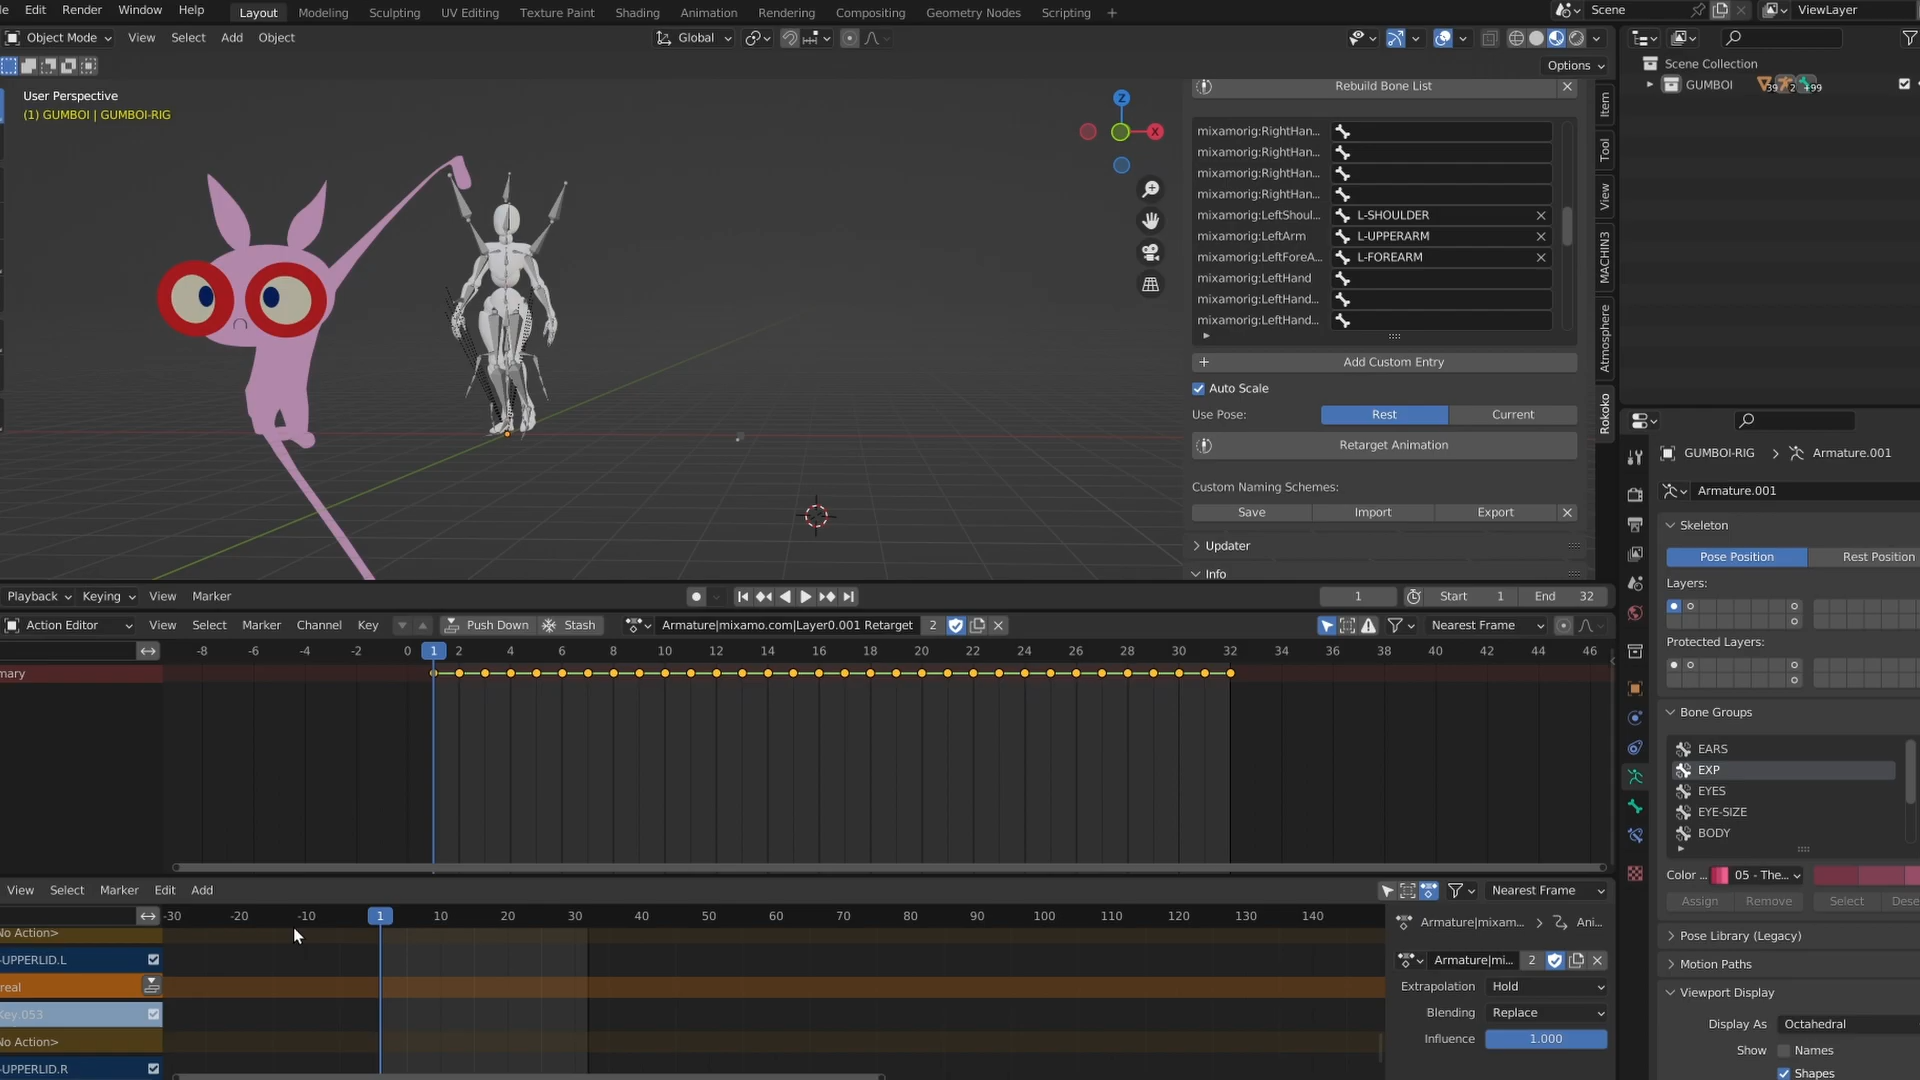 Edit Render Window Help Layout Modeling Sculpting UV Editing Texture Paint Shading Animation Rendering Compositing Geometry Nodes Scripting + Scene ViewLayer
Object Mode View Select Add Object Global
Options
User Perspective
(1) GUMBOI | GUMBOI-RIG
Z
X
Rebuild Bone List
mixamorig:RightHan...
mixamorig:RightHan...
mixamorig:RightHan...
mixamorig:RightHan...
mixamorig:LeftShoul... L-SHOULDER
mixamorig:LeftArm L-UPPERARM
mixamorig:LeftForeA... L-FOREARM
mixamorig:LeftHand
mixamorig:LeftHand...
mixamorig:LeftHand...
+ Add Custom Entry
Auto Scale
Use Pose: Rest Current
Retarget Animation
Custom Naming Schemes:
Save Import Export
Updater
Info
Item
Tool
View
MACHIN3
Atmosphere
Rokoko
Scene Collection
GUMBOI 39 2 +99
GUMBOI-RIG > Armature.001
Armature.001
Skeleton
Pose Position Rest Position
Layers:
Protected Layers:
Bone Groups
EARS
EXP
EYES
EYE-SIZE
BODY
Color ... 05 - The...
Assign Remove Select Dese
Pose Library (Legacy)
Motion Paths
Viewport Display
Display As Octahedral
Show Names
Shapes
Playback Keying View Marker 1 Start 1 End 32
Action Editor View Select Marker Channel Key Push Down Stash Armature|mixamo.com|Layer0.001 Retarget 2 Nearest Frame
-8 -6 -4 -2 0 1 2 4 6 8 10 12 14 16 18 20 22 24 26 28 30 32 34 36 38 40 42 44 46
mary
View Select Marker Edit Add Nearest Frame
-30 -20 -10 1 10 20 30 40 50 60 70 80 90 100 110 120 130 140
No Action>
-UPPERLID.L
real
Key.053
No Action>
-UPPERLID.R
Armature|mixam... > Ani...
Armature|mi... 2
Extrapolation Hold
Blending Replace
Influence 1.000